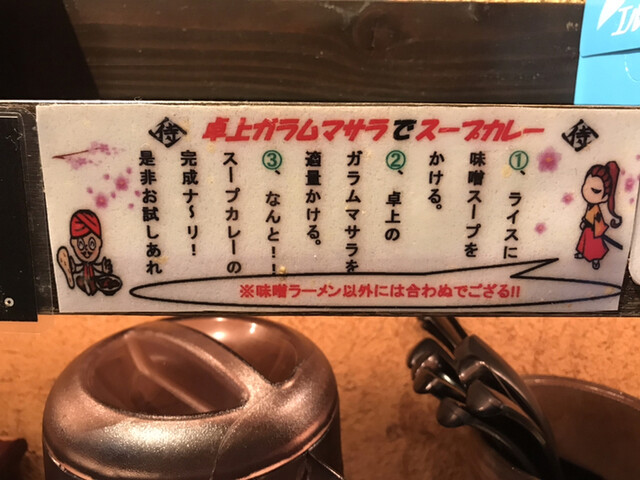 侍 卓上ガラムマサラでスープカレー 侍
①、ライスに
味噌スープを
かける。
②、卓上の
ガラムマサラを
適量かける。
③、なんと!!
スープカレーの
完成ナ〜リ!
是非お試しあれ
※味噌ラーメン以外には合わぬでござる!!